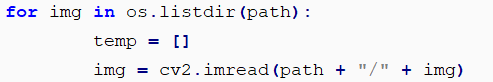 for img in os.listdir(path):
        temp = []
        img = cv2.imread(path + "/" + img)